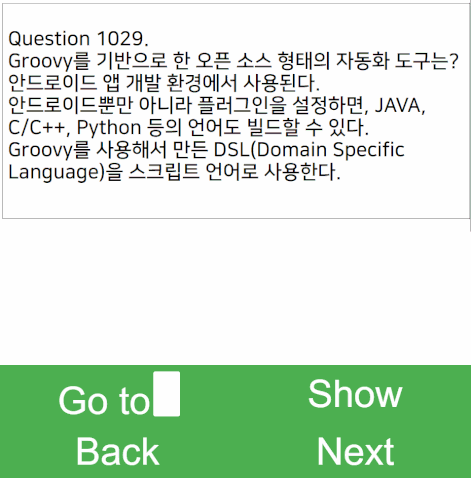 Question 1029.
Groovy를 기반으로 한 오픈 소스 형태의 자동화 도구는?
안드로이드 앱 개발 환경에서 사용된다.
안드로이드뿐만 아니라 플러그인을 설정하면, JAVA,
C/C++, Python 등의 언어도 빌드할 수 있다.
Groovy를 사용해서 만든 DSL(Domain Specific
Language)을 스크립트 언어로 사용한다.
Go to
Show
Back
Next